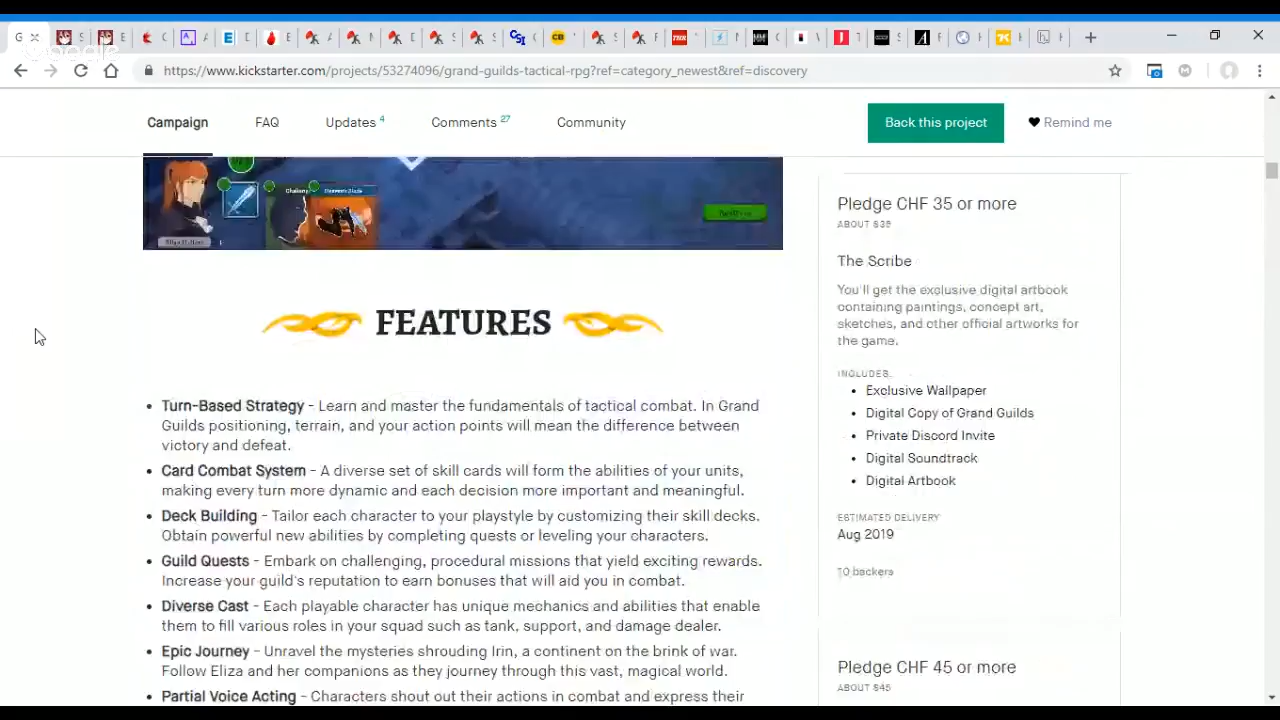 https://www.kickstarter.com/projects/53274096/grand-guilds-tactical-rpg?ref=category_newest&ref=discovery
Campaign
FAQ
Updates 4
Comments 27
Community
Back this project
Remind me
FEATURES
• Turn-Based Strategy - Learn and master the fundamentals of tactical combat. In Grand
Guilds positioning, terrain, and your action points will mean the difference between
victory and defeat.
• Card Combat System - A diverse set of skill cards will form the abilities of your units,
making every turn more dynamic and each decision more important and meaningful.
• Deck Building - Tailor each character to your playstyle by customizing their skill decks.
Obtain powerful new abilities by completing quests or leveling your characters.
• Guild Quests - Embark on challenging, procedural missions that yield exciting rewards.
Increase your guild's reputation to earn bonuses that will aid you in combat.
• Diverse Cast - Each playable character has unique mechanics and abilities that enable
them to fill various roles in your squad such as tank, support, and damage dealer.
• Epic Journey - Unravel the mysteries shrouding Irin, a continent on the brink of war.
Follow Eliza and her companions as they journey through this vast, magical world.
• Partial Voice Acting - Characters shout out their actions in combat and express their
Pledge CHF 35 or more
ABOUT $35
The Scribe
You'll get the exclusive digital artbook
containing paintings, concept art,
sketches, and other official artworks for
the game.
INCLUDES:
• Exclusive Wallpaper
• Digital Copy of Grand Guilds
• Private Discord Invite
• Digital Soundtrack
• Digital Artbook
ESTIMATED DELIVERY
Aug 2019
10 backers
Pledge CHF 45 or more
ABOUT $45